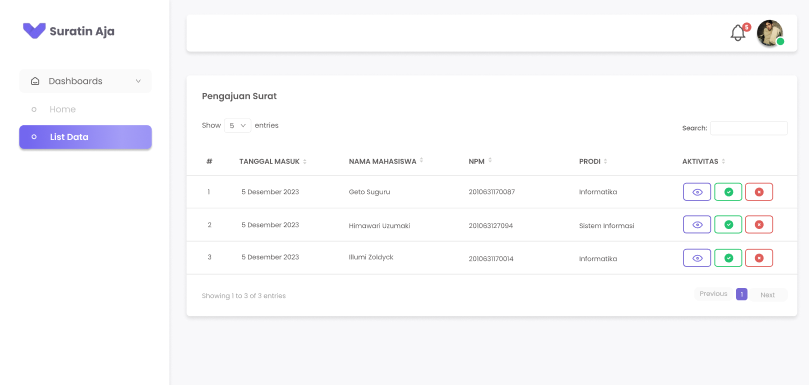 Suratin Aja
5
Dashboards
Home
List Data
Pengajuan Surat
Show 5 entries
Search:
# TANGGAL MASUK NAMA MAHASISWA NPM PRODI AKTIVITAS
1 5 Desember 2023 Geto Suguru 2010631170087 Informatika
2 5 Desember 2023 Himawari Uzumaki 201063127094 Sistem Informasi
3 5 Desember 2023 Illumi Zoldyck 2010631170014 Informatika
Showing 1 to 3 of 3 entries
Previous 1 Next